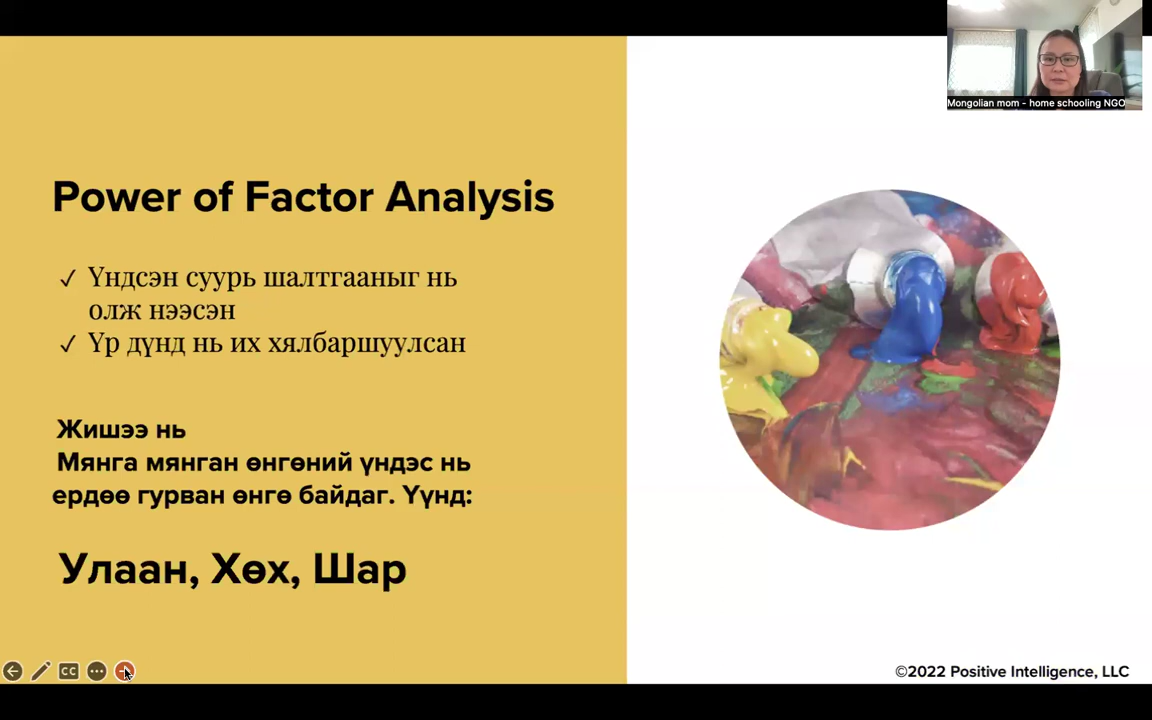 Mongolian mom - home schooling NGO
Power of Factor Analysis
✓ Үндсэн суурь шалтгааныг нь
олж нээсэн
✓ Үр дүнд нь их хялбаршуулсан
Жишээ нь
Мянга мянган өнгөний үндэс нь
ердөө гурван өнгө байдаг. Үүнд:
Улаан, Хөх, Шар
CC
©2022 Positive Intelligence, LLC